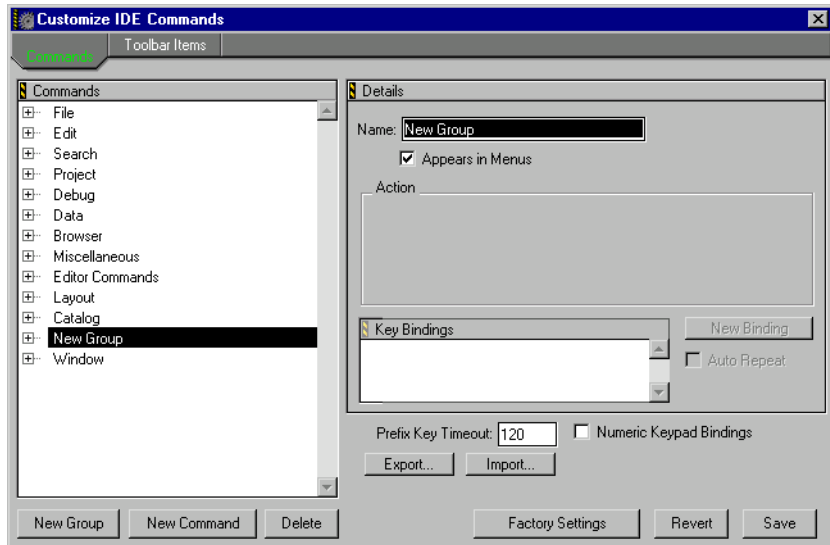 Customize IDE Commands
Commands
Toolbar Items
Commands
File
Edit
Search
Project
Debug
Data
Browser
Miscellaneous
Editor Commands
Layout
Catalog
New Group
Window
New Group
New Command
Delete
Details
Name: New Group
Appears in Menus
Action
Key Bindings
New Binding
Auto Repeat
Prefix Key Timeout: 120
Numeric Keypad Bindings
Export...
Import...
Factory Settings
Revert
Save